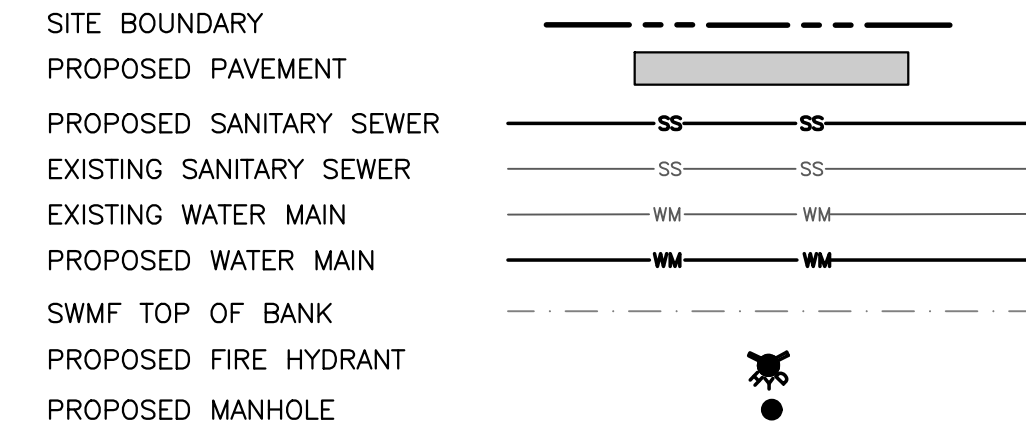 SITE BOUNDARY
PROPOSED PAVEMENT
PROPOSED SANITARY SEWER SS SS
EXISTING SANITARY SEWER SS SS
EXISTING WATER MAIN WM WM
PROPOSED WATER MAIN WM WM
SWMF TOP OF BANK
PROPOSED FIRE HYDRANT HYD
PROPOSED MANHOLE